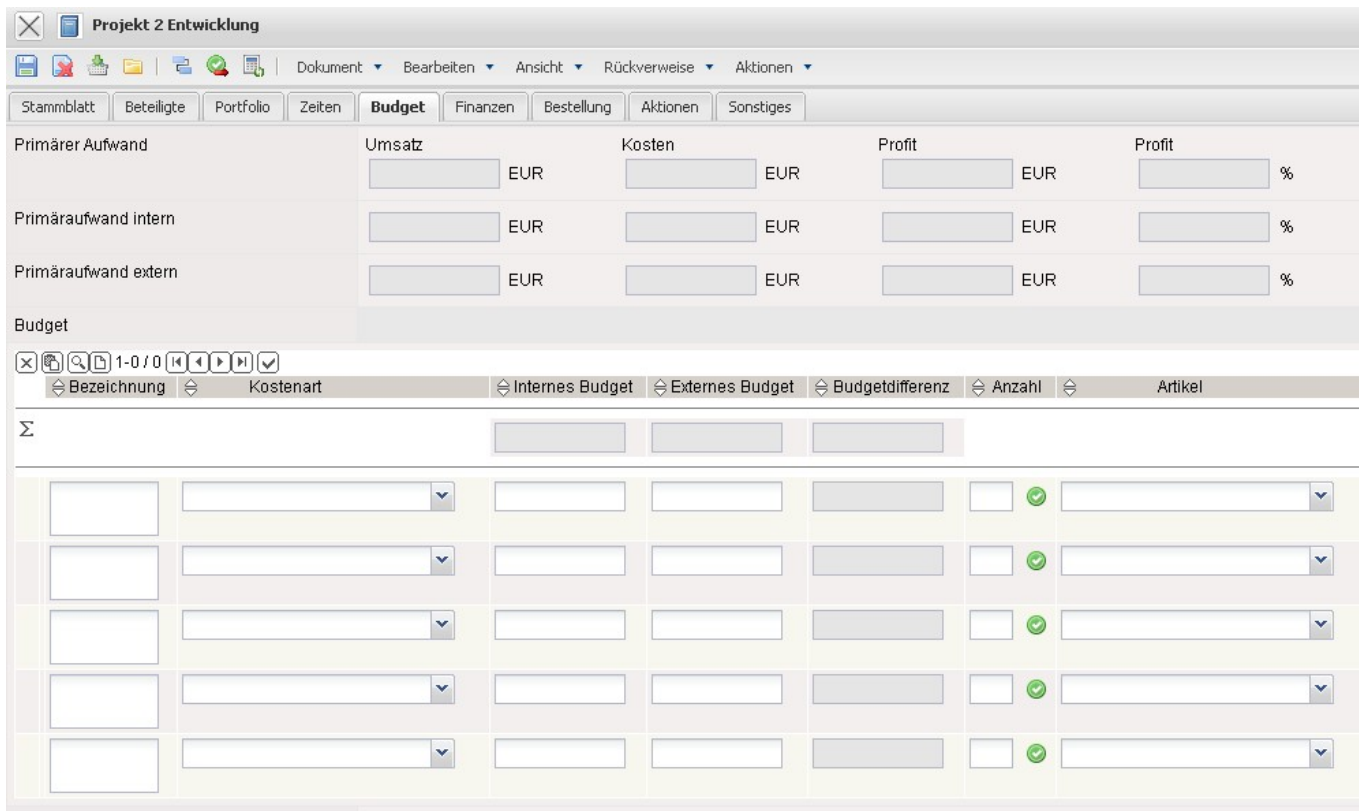 Projekt 2 Entwicklung
Dokument Bearbeiten Ansicht Rückverweise Aktionen
Stammblatt Beteiligte Portfolio Zeiten Budget Finanzen Bestellung Aktionen Sonstiges
Primärer Aufwand Umsatz Kosten Profit Profit
EUR EUR EUR %
Primäraufwand intern EUR EUR EUR %
Primäraufwand extern EUR EUR EUR %
Budget
1-0 / 0
Bezeichnung Kostenart Internes Budget Externes Budget Budgetdifferenz Anzahl Artikel
Σ